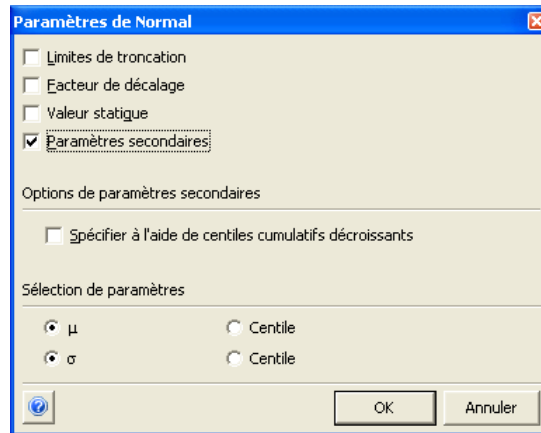 Paramètres de Normal
Limites de troncation
Facteur de décalage
Valeur statique
Paramètres secondaires
Options de paramètres secondaires
Spécifier à l'aide de centiles cumulatifs décroissants
Sélection de paramètres
μ Centile
σ Centile
OK Annuler